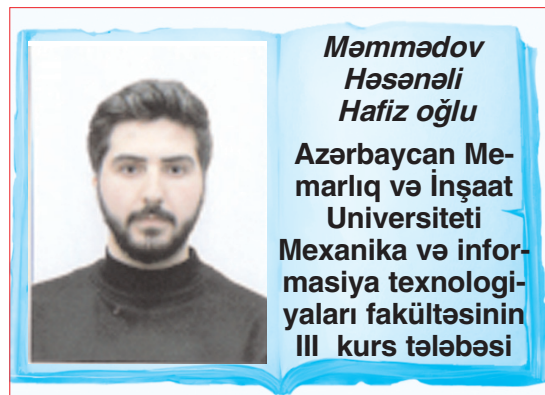 Məmmədov
Həsənəli
Hafiz oğlu
Azərbaycan Me-
marlıq və İnşaat
Universiteti
Mexanika və infor-
masiya texnologi-
yaları fakültəsinin
III kurs tələbəsi